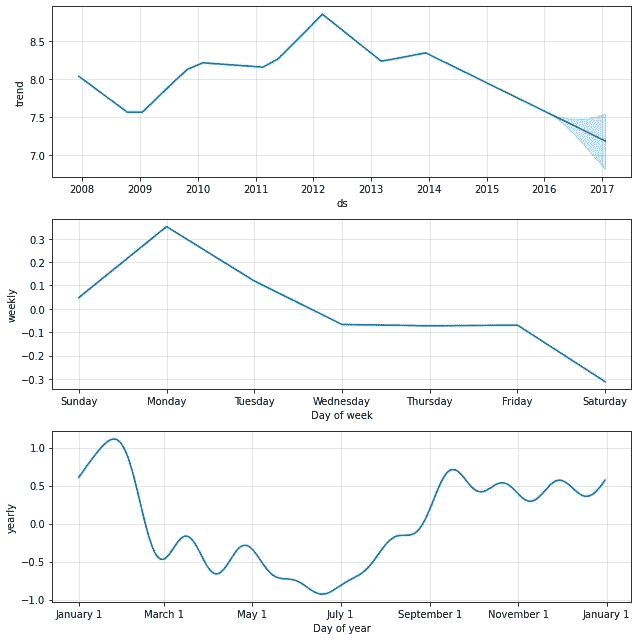 8.5
8.0
7.5
7.0
trend
2008 2009 2010 2011 2012 2013 2014 2015 2016 2017
ds
0.3
0.2
0.1
0.0
−0.1
−0.2
−0.3
weekly
Sunday Monday Tuesday Wednesday Thursday Friday Saturday
Day of week
1.0
0.5
0.0
−0.5
−1.0
yearly
January 1 March 1 May 1 July 1 September 1 November 1 January 1
Day of year